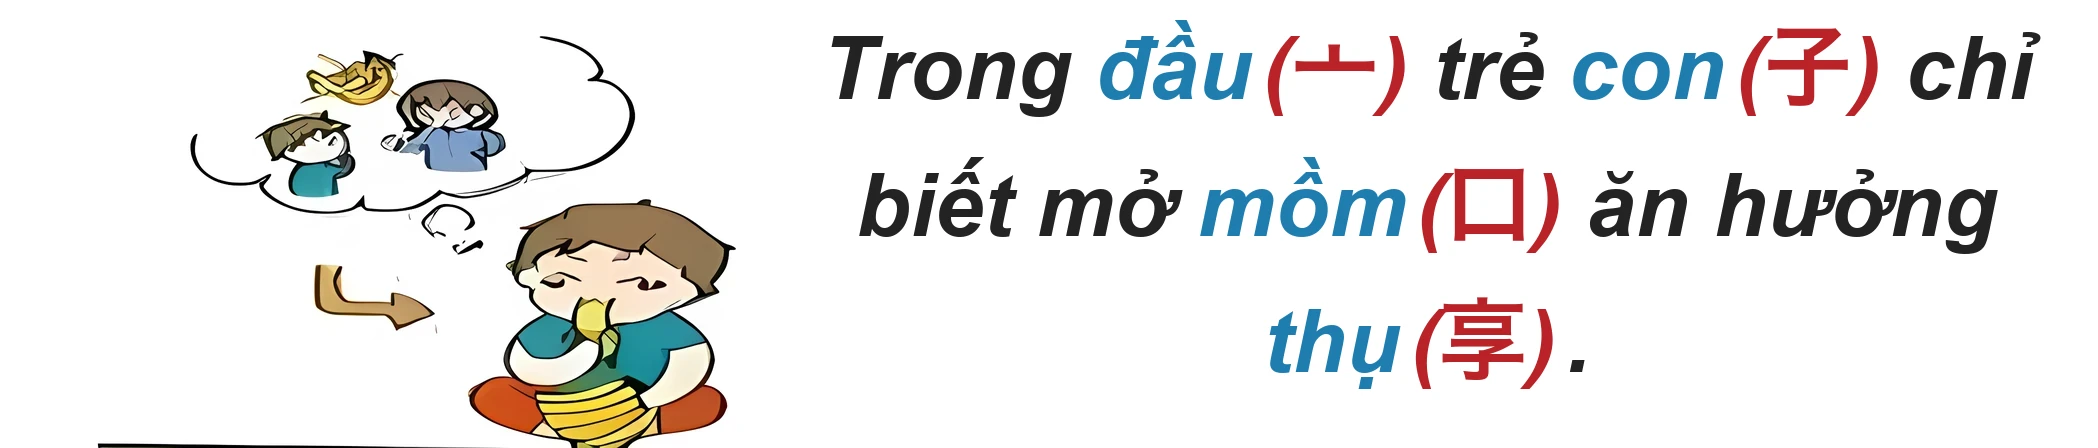 Trong đầu (亠) trẻ con (子) chỉ
biết mở mồm (口) ăn hưởng
thụ (享) .